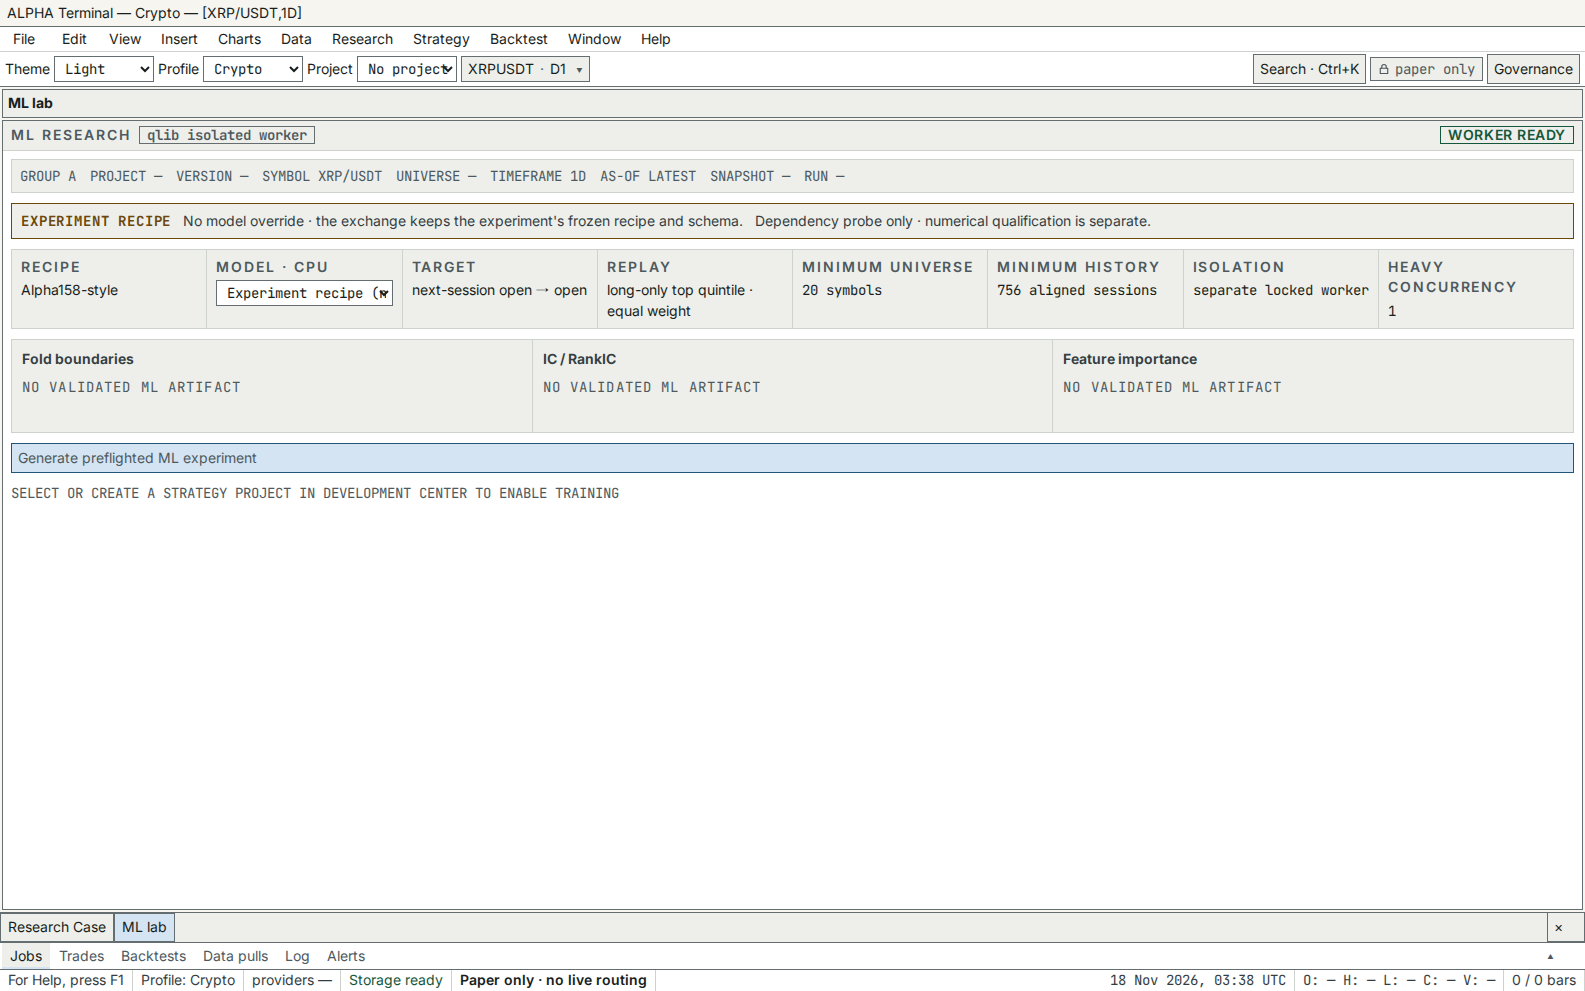 ALPHA Terminal — Crypto — [XRP/USDT,1D]
File Edit View Insert Charts Data Research Strategy Backtest Window Help
Theme Light Profile Crypto Project No project XRPUSDT · D1 ▾ Search · Ctrl+K paper only Governance
ML lab
ML RESEARCH qlib isolated worker WORKER READY
GROUP A PROJECT — VERSION — SYMBOL XRP/USDT UNIVERSE — TIMEFRAME 1D AS-OF LATEST SNAPSHOT — RUN —
EXPERIMENT RECIPE No model override · the exchange keeps the experiment's frozen recipe and schema. Dependency probe only · numerical qualification is separate.
RECIPE
Alpha158-style
MODEL · CPU
Experiment recipe (
TARGET
next-session open → open
REPLAY
long-only top quintile ·
equal weight
MINIMUM UNIVERSE
20 symbols
MINIMUM HISTORY
756 aligned sessions
ISOLATION
separate locked worker
HEAVY
CONCURRENCY
1
Fold boundaries
NO VALIDATED ML ARTIFACT
IC / RankIC
NO VALIDATED ML ARTIFACT
Feature importance
NO VALIDATED ML ARTIFACT
Generate preflighted ML experiment
SELECT OR CREATE A STRATEGY PROJECT IN DEVELOPMENT CENTER TO ENABLE TRAINING
Research Case ML lab ×
Jobs Trades Backtests Data pulls Log Alerts ▴
For Help, press F1 Profile: Crypto providers — Storage ready Paper only · no live routing 18 Nov 2026, 03:38 UTC O: — H: — L: — C: — V: — 0 / 0 bars